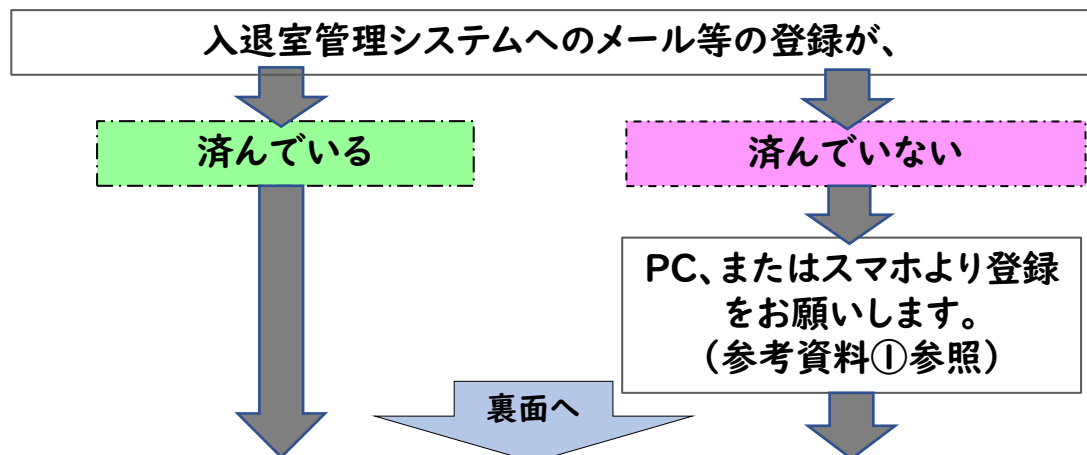 入退室管理システムへのメール等の登録が、
済んでいる
済んでいない
PC、またはスマホより登録
をお願いします。
（参考資料①参照）
裏面へ